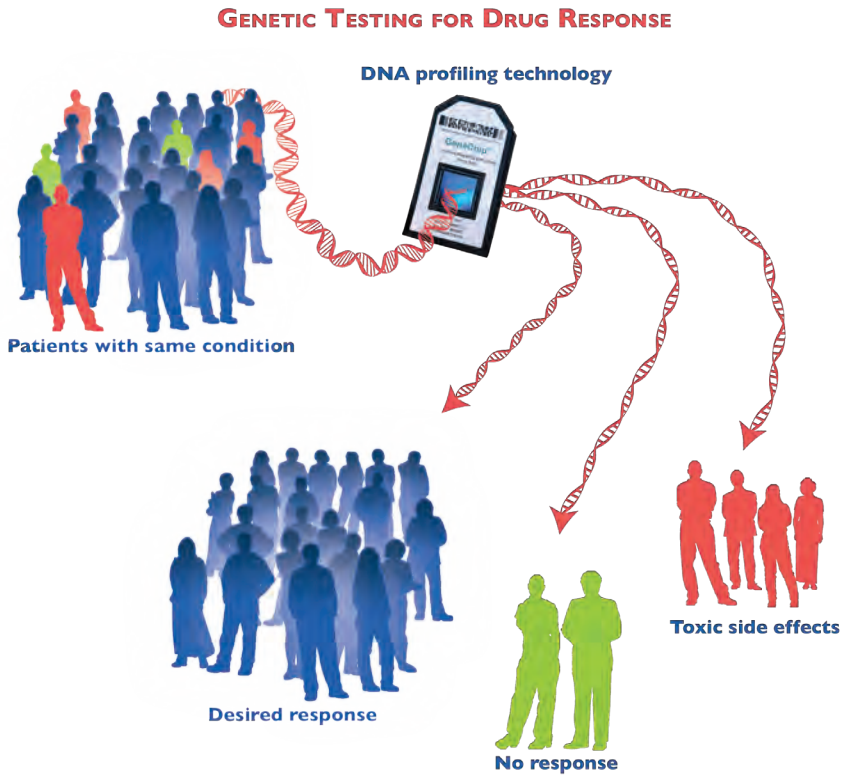 GENETIC TESTING FOR DRUG RESPONSE
DNA profiling technology
GeneChip
Patients with same condition
Toxic side effects
Desired response
No response